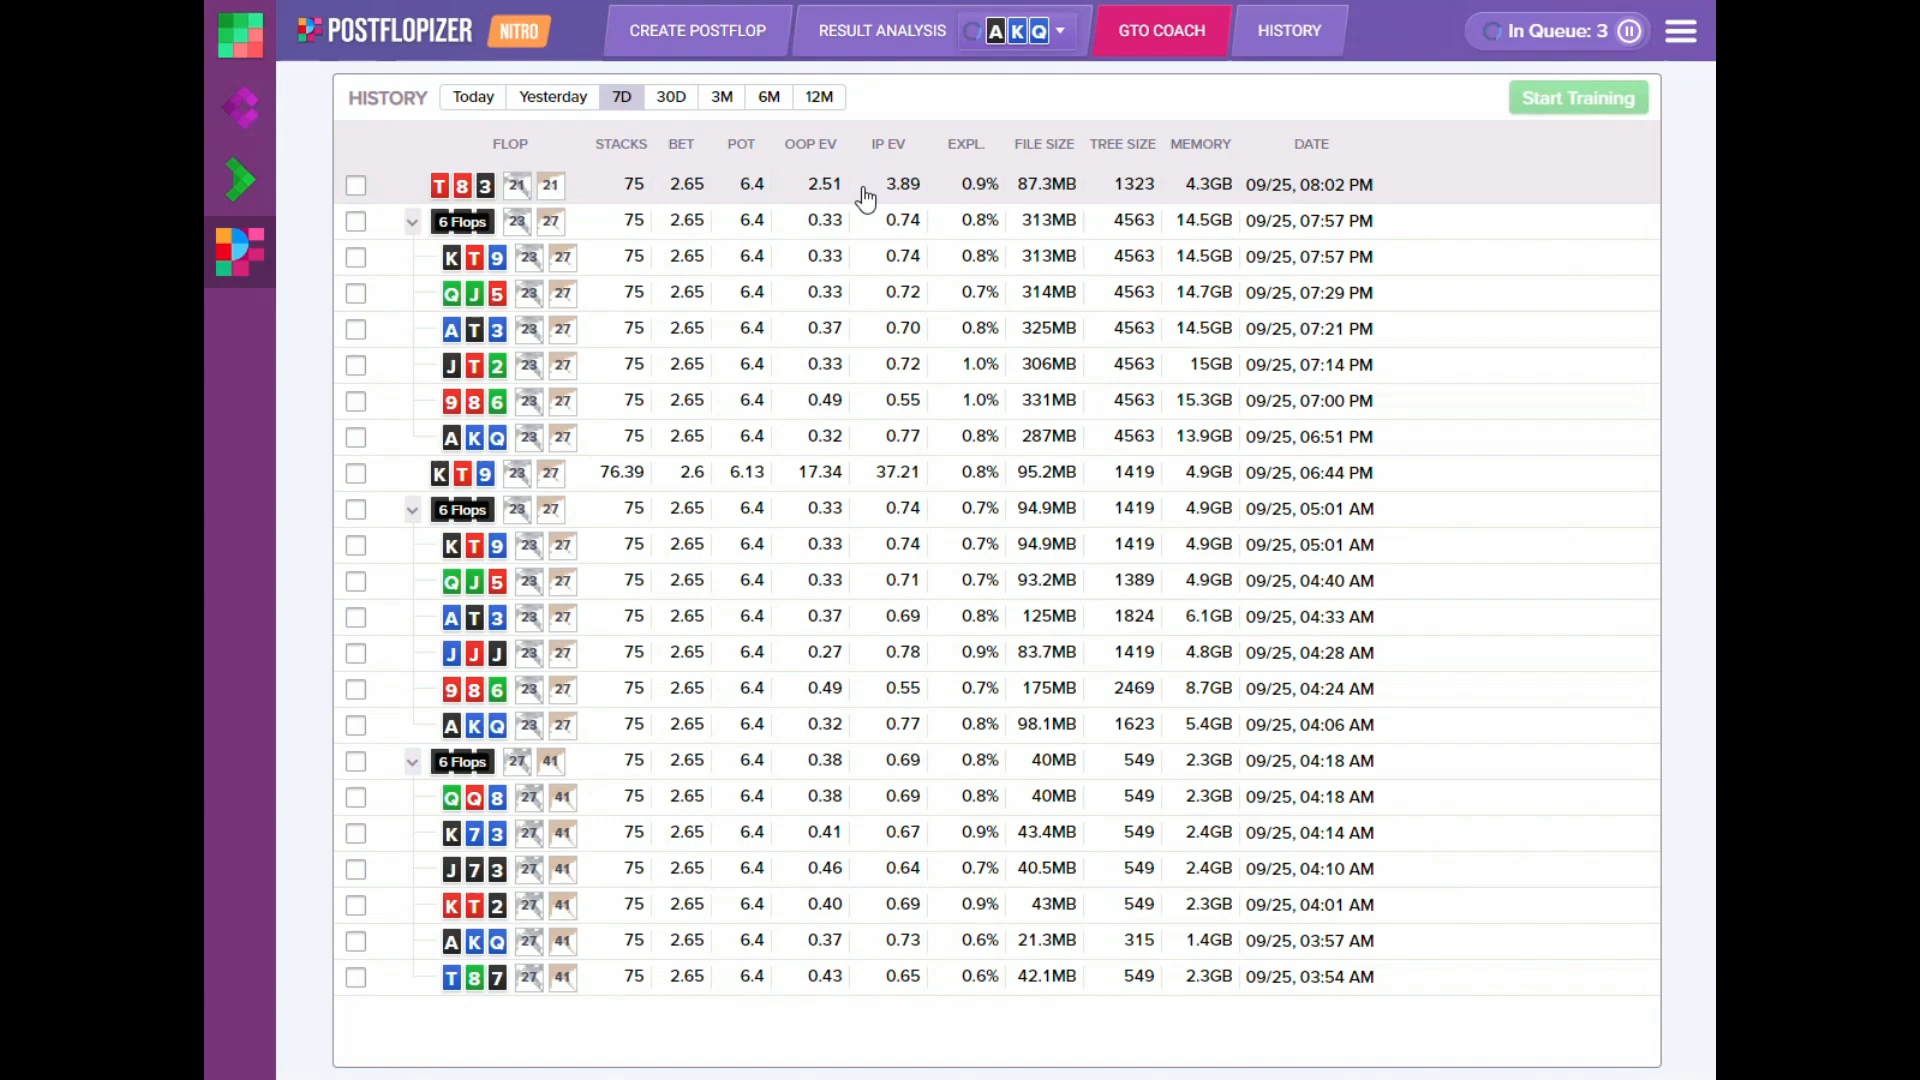 POSTFLOPIZER NITRO CREATE POSTFLOP RESULT ANALYSIS A K Q GTO COACH HISTORY In Queue: 3
HISTORY Today Yesterday 7D 30D 3M 6M 12M Start Training
FLOP STACKS BET POT OOP EV IP EV EXPL. FILE SIZE TREE SIZE MEMORY DATE
T 8 3 21 21 75 2.65 6.4 2.51 3.89 0.9% 87.3MB 1323 4.3GB 09/25, 08:02 PM
6 Flops 23 27 75 2.65 6.4 0.33 0.74 0.8% 313MB 4563 14.5GB 09/25, 07:57 PM
K T 9 23 27 75 2.65 6.4 0.33 0.74 0.8% 313MB 4563 14.5GB 09/25, 07:57 PM
Q J 5 23 27 75 2.65 6.4 0.33 0.72 0.7% 314MB 4563 14.7GB 09/25, 07:29 PM
A T 3 23 27 75 2.65 6.4 0.37 0.70 0.8% 325MB 4563 14.5GB 09/25, 07:21 PM
J T 2 23 27 75 2.65 6.4 0.33 0.72 1.0% 306MB 4563 15GB 09/25, 07:14 PM
9 8 6 23 27 75 2.65 6.4 0.49 0.55 1.0% 331MB 4563 15.3GB 09/25, 07:00 PM
A K Q 23 27 75 2.65 6.4 0.32 0.77 0.8% 287MB 4563 13.9GB 09/25, 06:51 PM
K T 9 23 27 76.39 2.6 6.13 17.34 37.21 0.8% 95.2MB 1419 4.9GB 09/25, 06:44 PM
6 Flops 23 27 75 2.65 6.4 0.33 0.74 0.7% 94.9MB 1419 4.9GB 09/25, 05:01 AM
K T 9 23 27 75 2.65 6.4 0.33 0.74 0.7% 94.9MB 1419 4.9GB 09/25, 05:01 AM
Q J 5 23 27 75 2.65 6.4 0.33 0.71 0.7% 93.2MB 1389 4.9GB 09/25, 04:40 AM
A T 3 23 27 75 2.65 6.4 0.37 0.69 0.8% 125MB 1824 6.1GB 09/25, 04:33 AM
J J J 23 27 75 2.65 6.4 0.27 0.78 0.9% 83.7MB 1419 4.8GB 09/25, 04:28 AM
9 8 6 23 27 75 2.65 6.4 0.49 0.55 0.7% 175MB 2469 8.7GB 09/25, 04:24 AM
A K Q 23 27 75 2.65 6.4 0.32 0.77 0.8% 98.1MB 1623 5.4GB 09/25, 04:06 AM
6 Flops 27 41 75 2.65 6.4 0.38 0.69 0.8% 40MB 549 2.3GB 09/25, 04:18 AM
Q Q 8 27 41 75 2.65 6.4 0.38 0.69 0.8% 40MB 549 2.3GB 09/25, 04:18 AM
K 7 3 27 41 75 2.65 6.4 0.41 0.67 0.9% 43.4MB 549 2.4GB 09/25, 04:14 AM
J 7 3 27 41 75 2.65 6.4 0.46 0.64 0.7% 40.5MB 549 2.4GB 09/25, 04:10 AM
K T 2 27 41 75 2.65 6.4 0.40 0.69 0.9% 43MB 549 2.3GB 09/25, 04:01 AM
A K Q 27 41 75 2.65 6.4 0.37 0.73 0.6% 21.3MB 315 1.4GB 09/25, 03:57 AM
T 8 7 27 41 75 2.65 6.4 0.43 0.65 0.6% 42.1MB 549 2.3GB 09/25, 03:54 AM